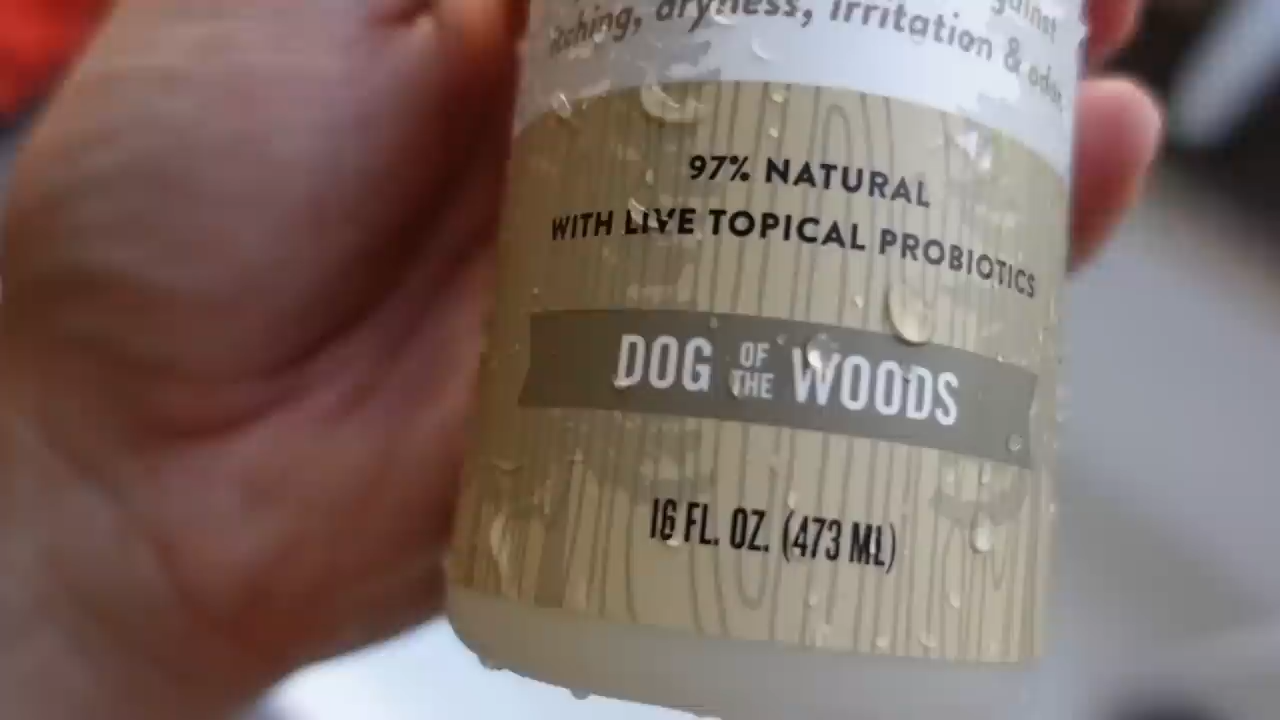 against
itching, dryness, irritation & odor
97% NATURAL
WITH LIVE TOPICAL PROBIOTICS
DOG OF THE WOODS
16 FL. OZ. (473 ML)